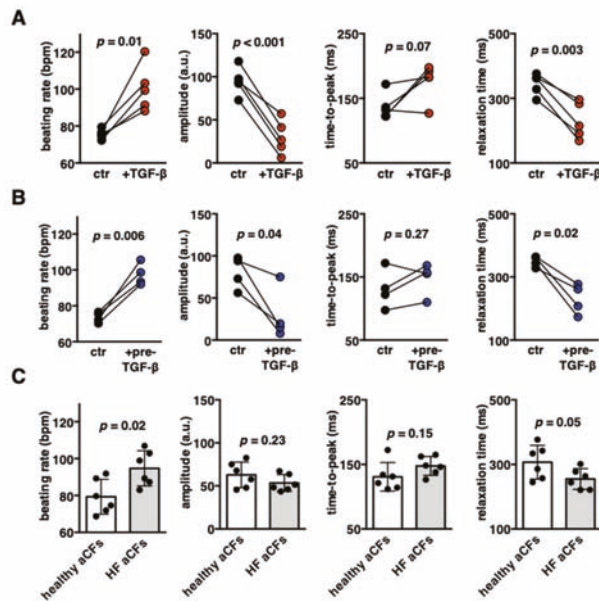 A
beating rate (bpm)
120
100
80
60
p = 0.01
ctr +TGF-β
amplitude (a.u.)
150
100
50
0
p < 0.001
ctr +TGF-β
time-to-peak (ms)
250
150
50
p = 0.07
ctr +TGF-β
relaxation time (ms)
500
300
100
p = 0.003
ctr +TGF-β
B
beating rate (bpm)
120
100
80
60
p = 0.006
ctr +pre-
TGF-β
amplitude (a.u.)
150
100
50
0
p = 0.04
ctr +pre-
TGF-β
time-to-peak (ms)
250
150
50
p = 0.27
ctr +pre-
TGF-β
relaxation time (ms)
500
300
100
p = 0.02
ctr +pre-
TGF-β
C
beating rate (bpm)
120
100
80
60
p = 0.02
healthy aCFs
HF aCFs
amplitude (a.u.)
150
100
50
0
p = 0.23
healthy aCFs
HF aCFs
time-to-peak (ms)
250
150
50
p = 0.15
healthy aCFs
HF aCFs
relaxation time (ms)
500
300
100
p = 0.05
healthy aCFs
HF aCFs